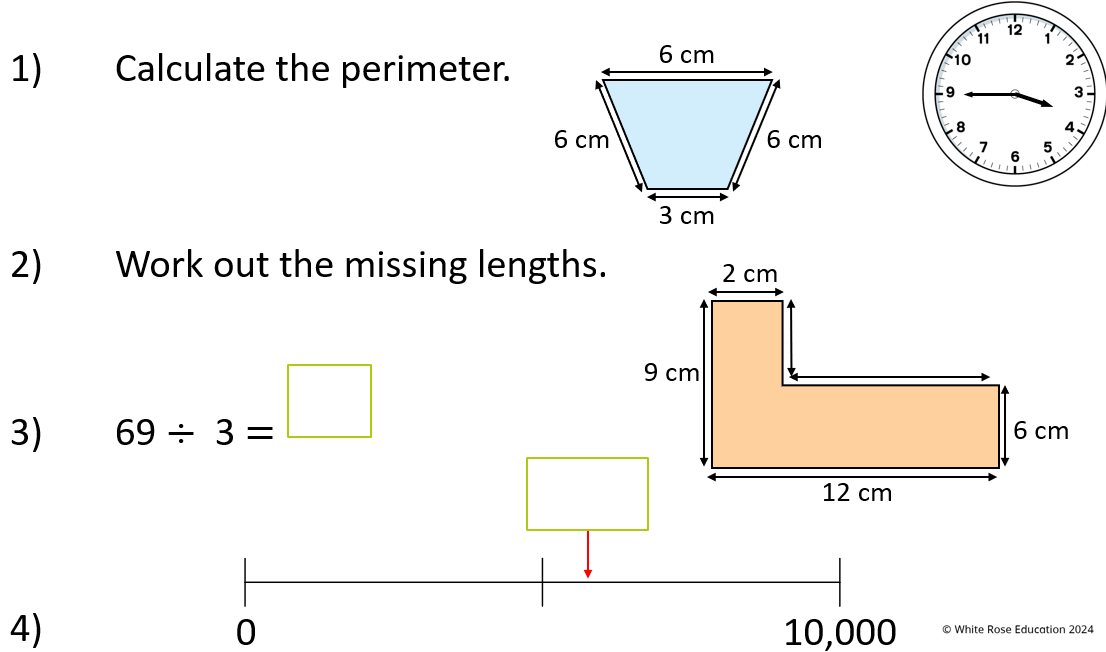 1) Calculate the perimeter.
6 cm
6 cm
6 cm
3 cm
12
1
2
3
4
5
6
7
8
9
10
11
2) Work out the missing lengths.
2 cm
9 cm
6 cm
12 cm
3) 69 ÷ 3 =
4)
0
10,000
© White Rose Education 2024